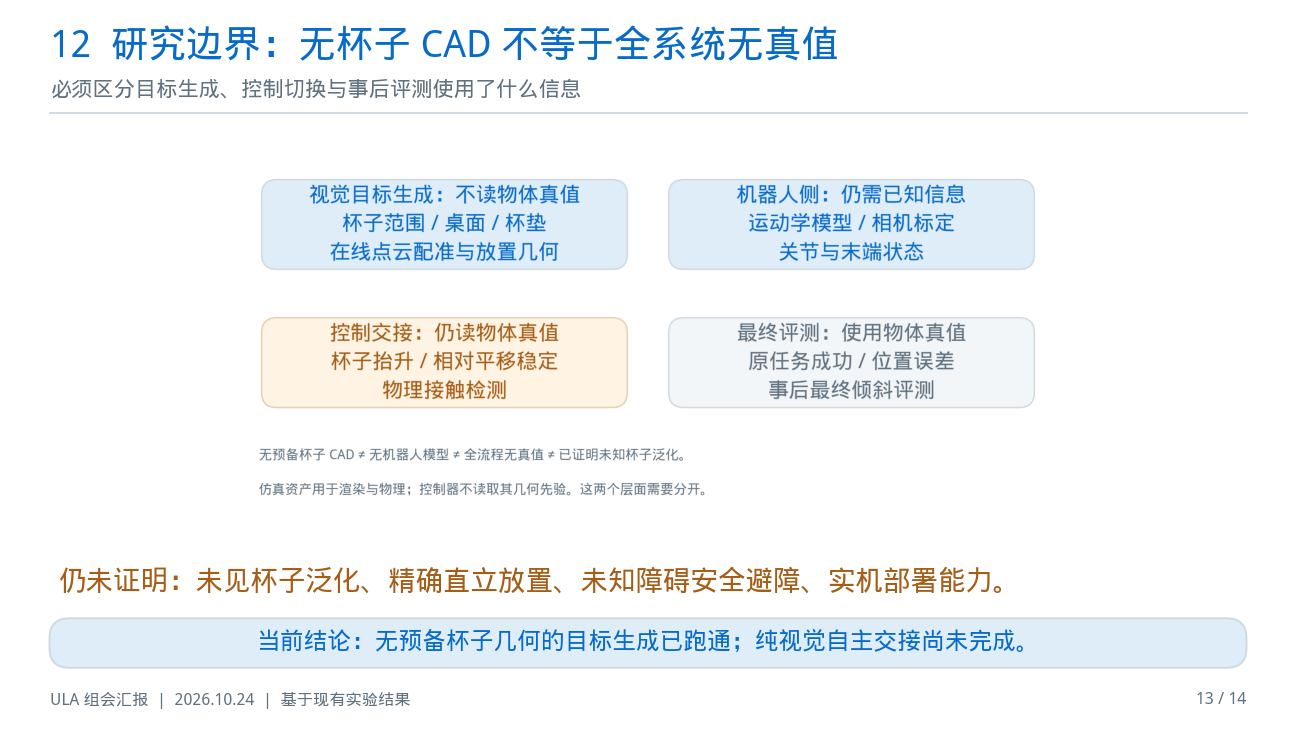 12 研究边界：无杯子 CAD 不等于全系统无真值
必须区分目标生成、控制切换与事后评测使用了什么信息
视觉目标生成：不读物体真值
杯子范围 / 桌面 / 杯垫
在线点云配准与放置几何
机器人侧：仍需已知信息
运动学模型 / 相机标定
关节与末端状态
控制交接：仍读物体真值
杯子抬升 / 相对平移稳定
物理接触检测
最终评测：使用物体真值
原任务成功 / 位置误差
事后最终倾斜评测
无预备杯子 CAD ≠ 无机器人模型 ≠ 全流程无真值 ≠ 已证明未知杯子泛化。
仿真资产用于渲染与物理；控制器不读取其几何先验。这两个层面需要分开。
仍未证明：未见杯子泛化、精确直立放置、未知障碍安全避障、实机部署能力。
当前结论：无预备杯子几何的目标生成已跑通；纯视觉自主交接尚未完成。
ULA 组会汇报 | 2026.10.24 | 基于现有实验结果
13 / 14